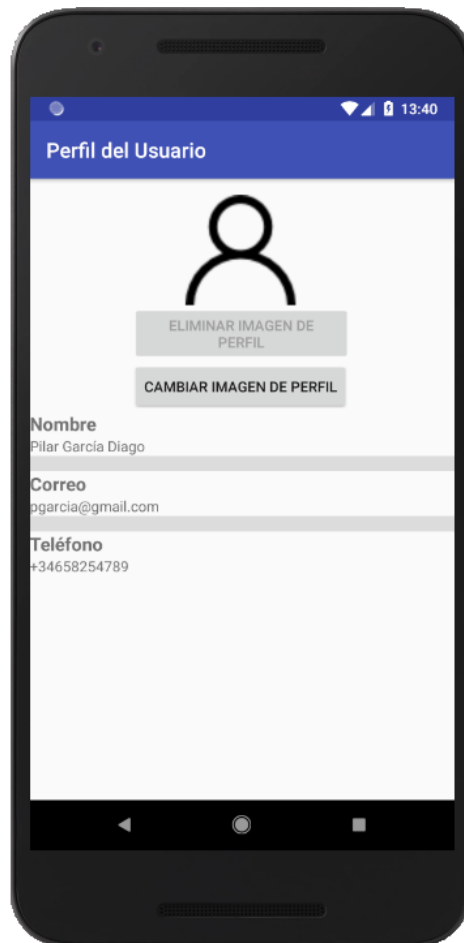 13:40
Perfil del Usuario
ELIMINAR IMAGEN DE
PERFIL
CAMBIAR IMAGEN DE PERFIL
Nombre
Pilar García Diago
Correo
pgarcia@gmail.com
Teléfono
+34658254789